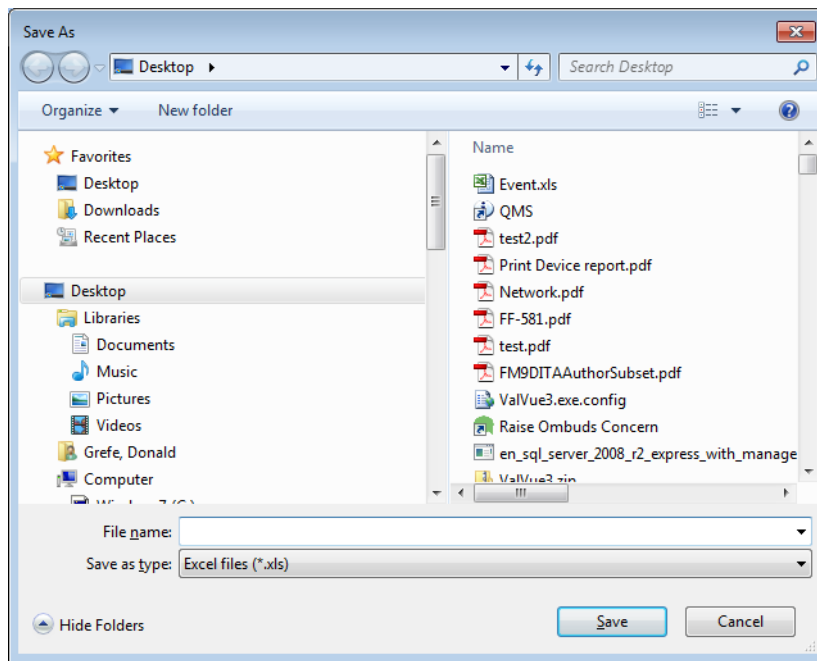 Save As
Desktop
Search Desktop
Organize
New folder
Favorites
Desktop
Downloads
Recent Places
Desktop
Libraries
Documents
Music
Pictures
Videos
Grefe, Donald
Computer
Name
Event.xls
QMS
test2.pdf
Print Device report.pdf
Network.pdf
FF-581.pdf
test.pdf
FM9DITAAuthorSubset.pdf
ValVue3.exe.config
Raise Ombuds Concern
en_sql_server_2008_r2_express_with_manage
ValVue3.zip
File name:
Save as type: Excel files (*.xls)
Hide Folders
Save
Cancel